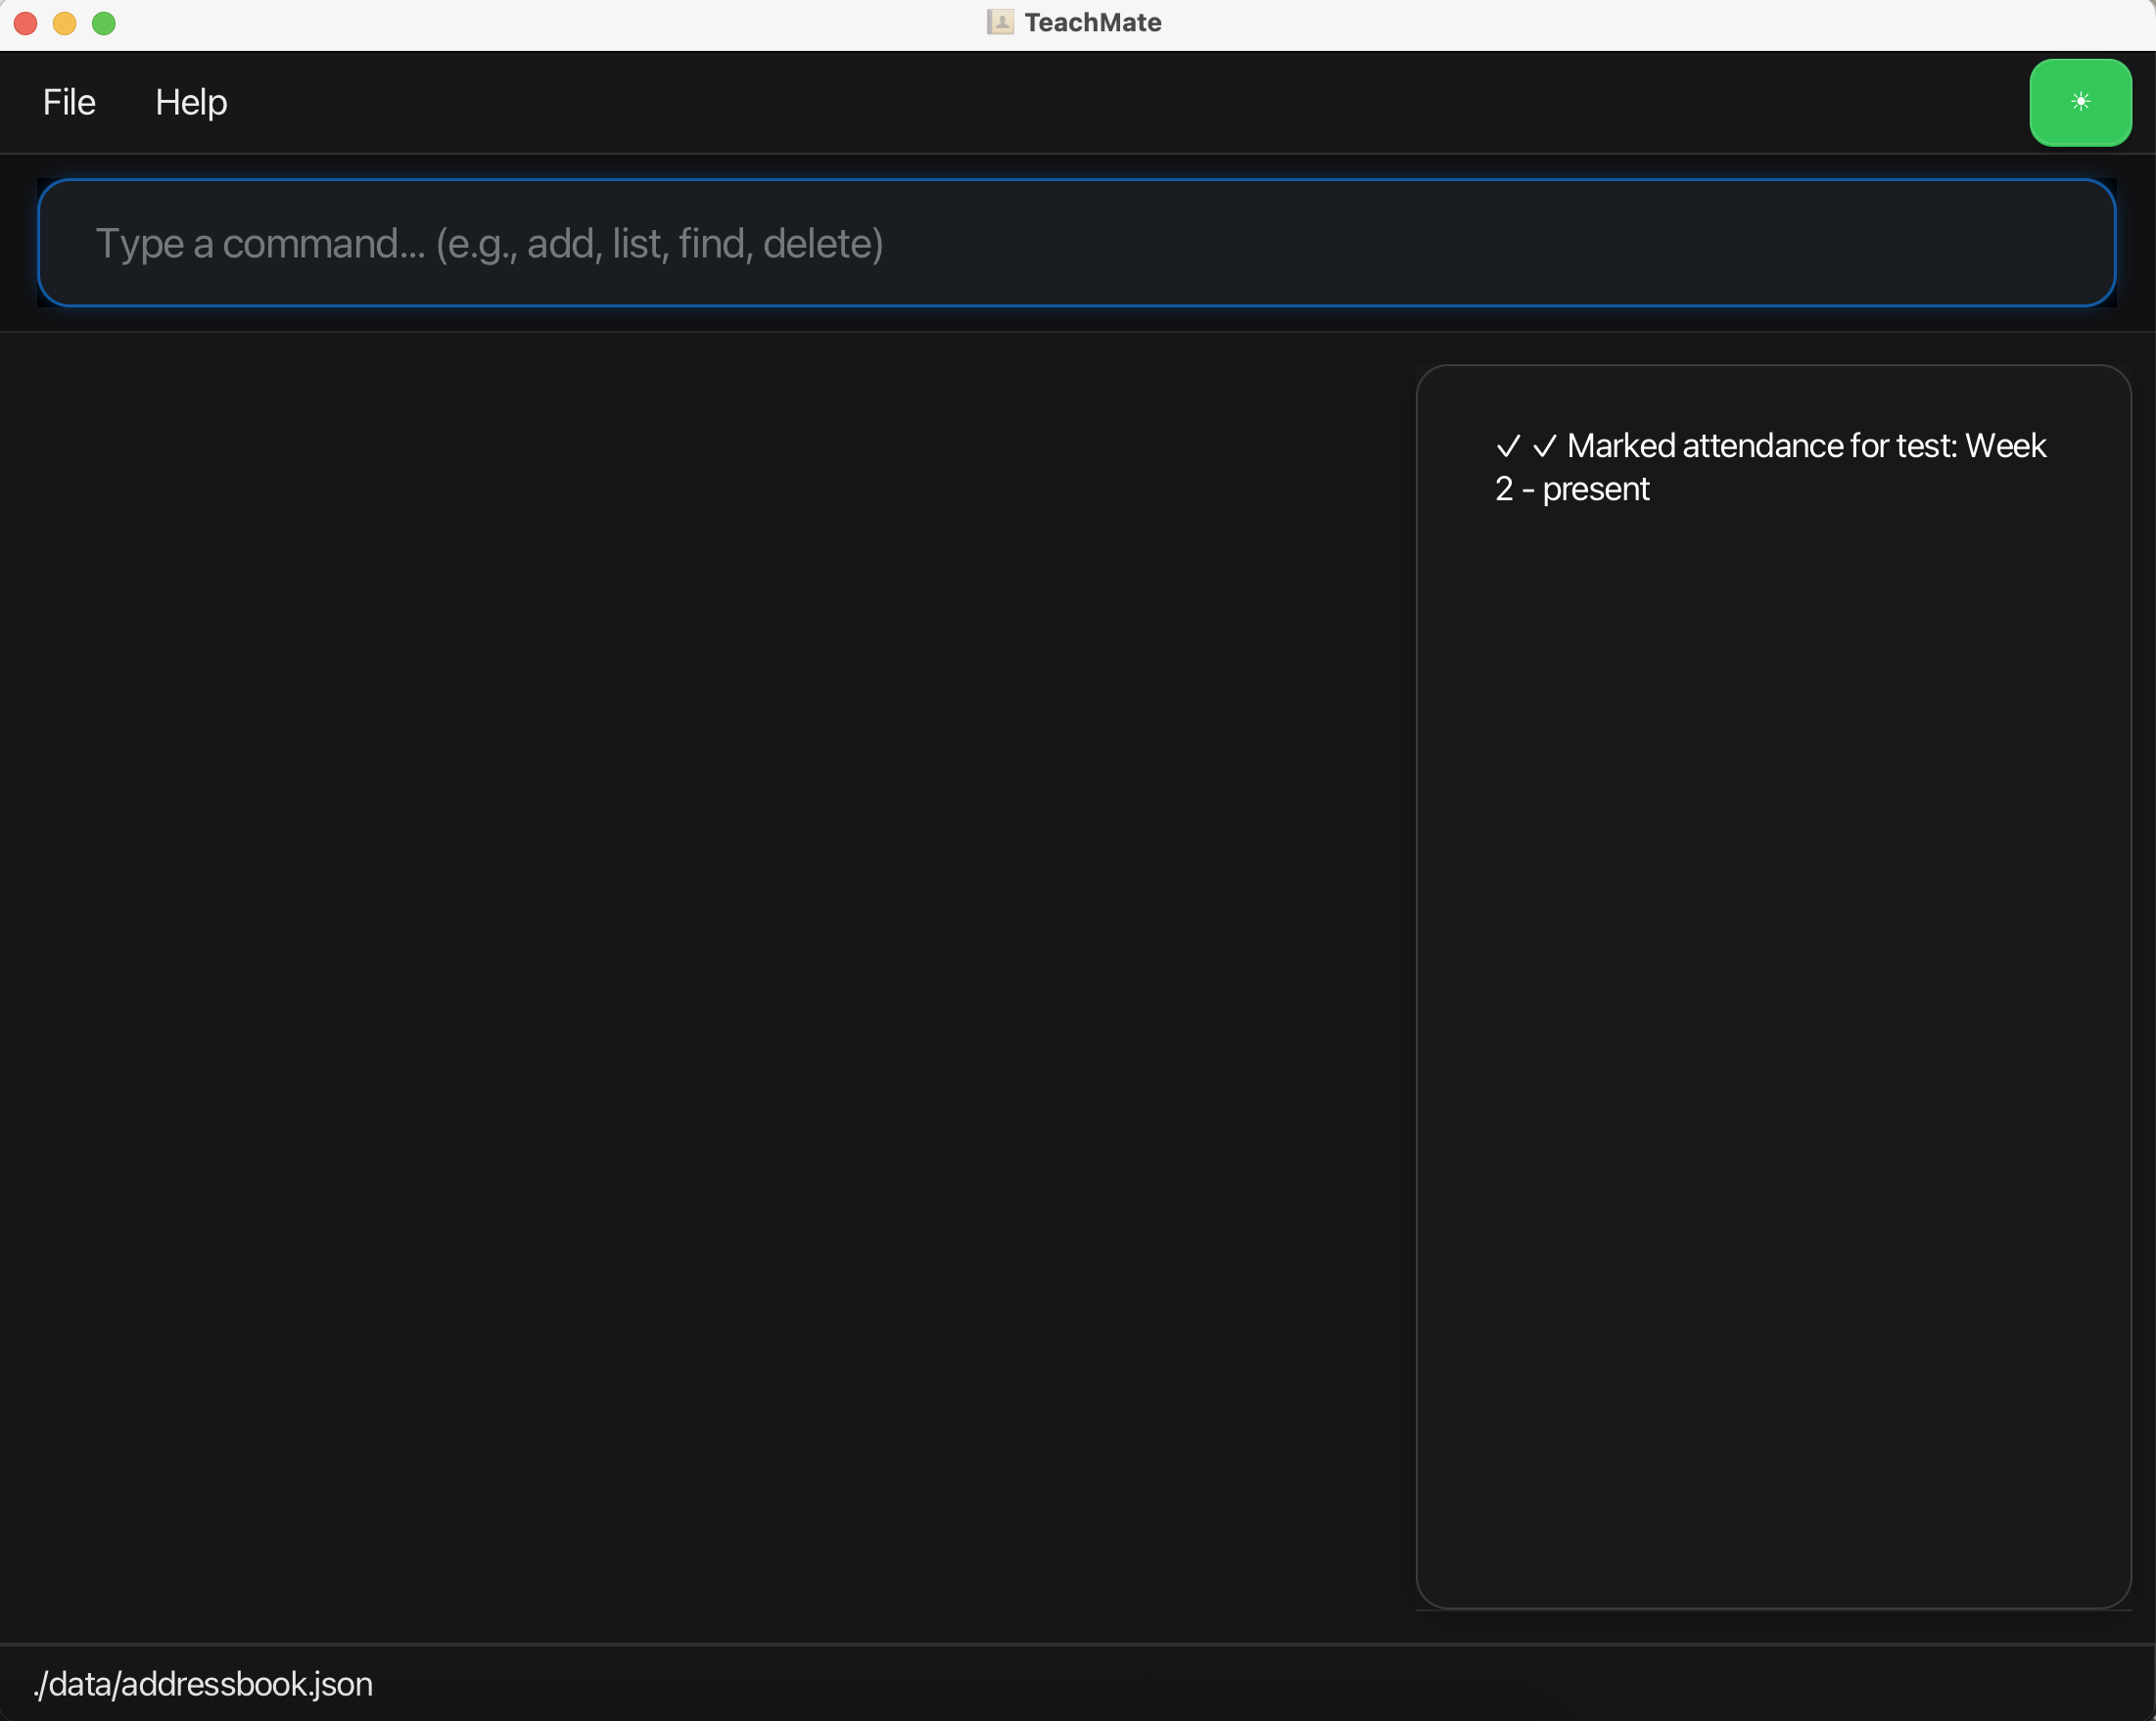 TeachMate
File Help
Type a command... (e.g., add, list, find, delete)
✓ ✓ Marked attendance for test: Week
2 - present
./data/addressbook.json